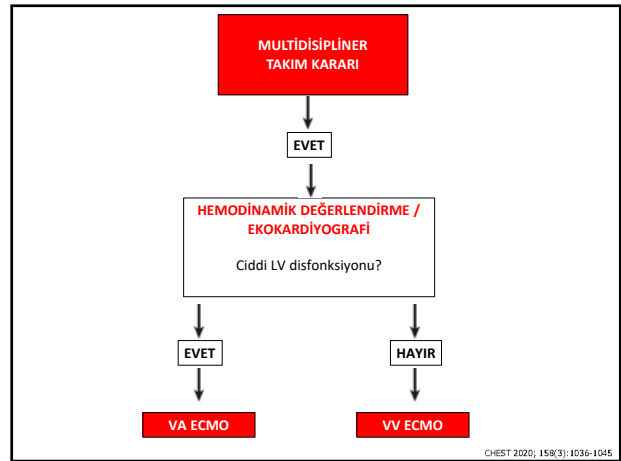 MULTİDİSİPLİNER
TAKIM KARARI
EVET
HEMODİNAMİK DEĞERLENDİRME /
EKOKARDİYOGRAFİ
Ciddi LV disfonksiyonu?
EVET
HAYIR
VA ECMO
VV ECMO
CHEST 2020; 158(3):1036-1045